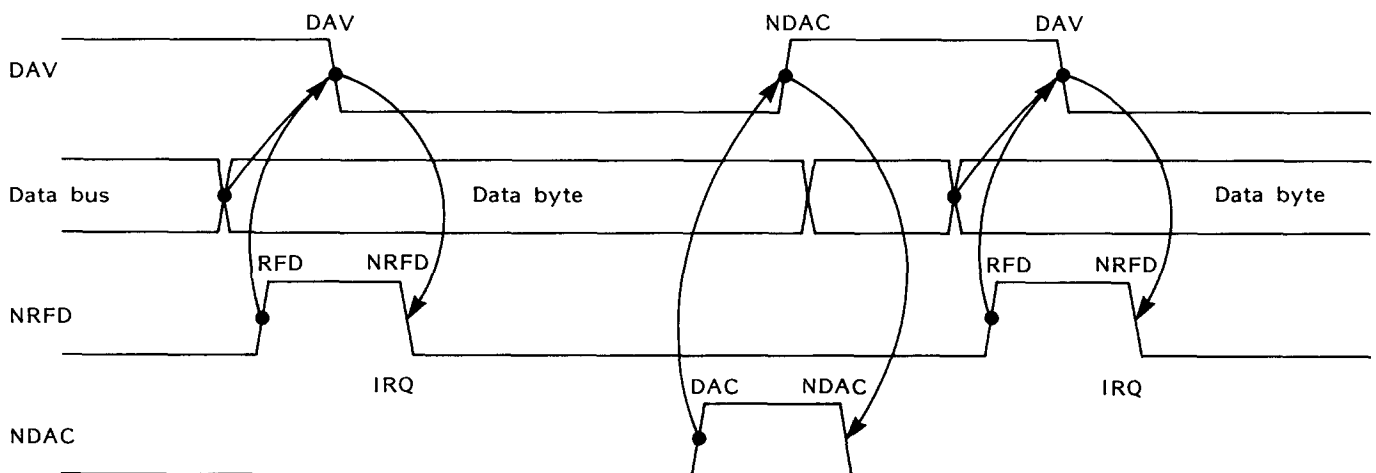 DAV NDAC DAV
DAV
Data bus Data byte Data byte
RFD NRFD RFD NRFD
NRFD
IRQ DAC NDAC IRQ
NDAC